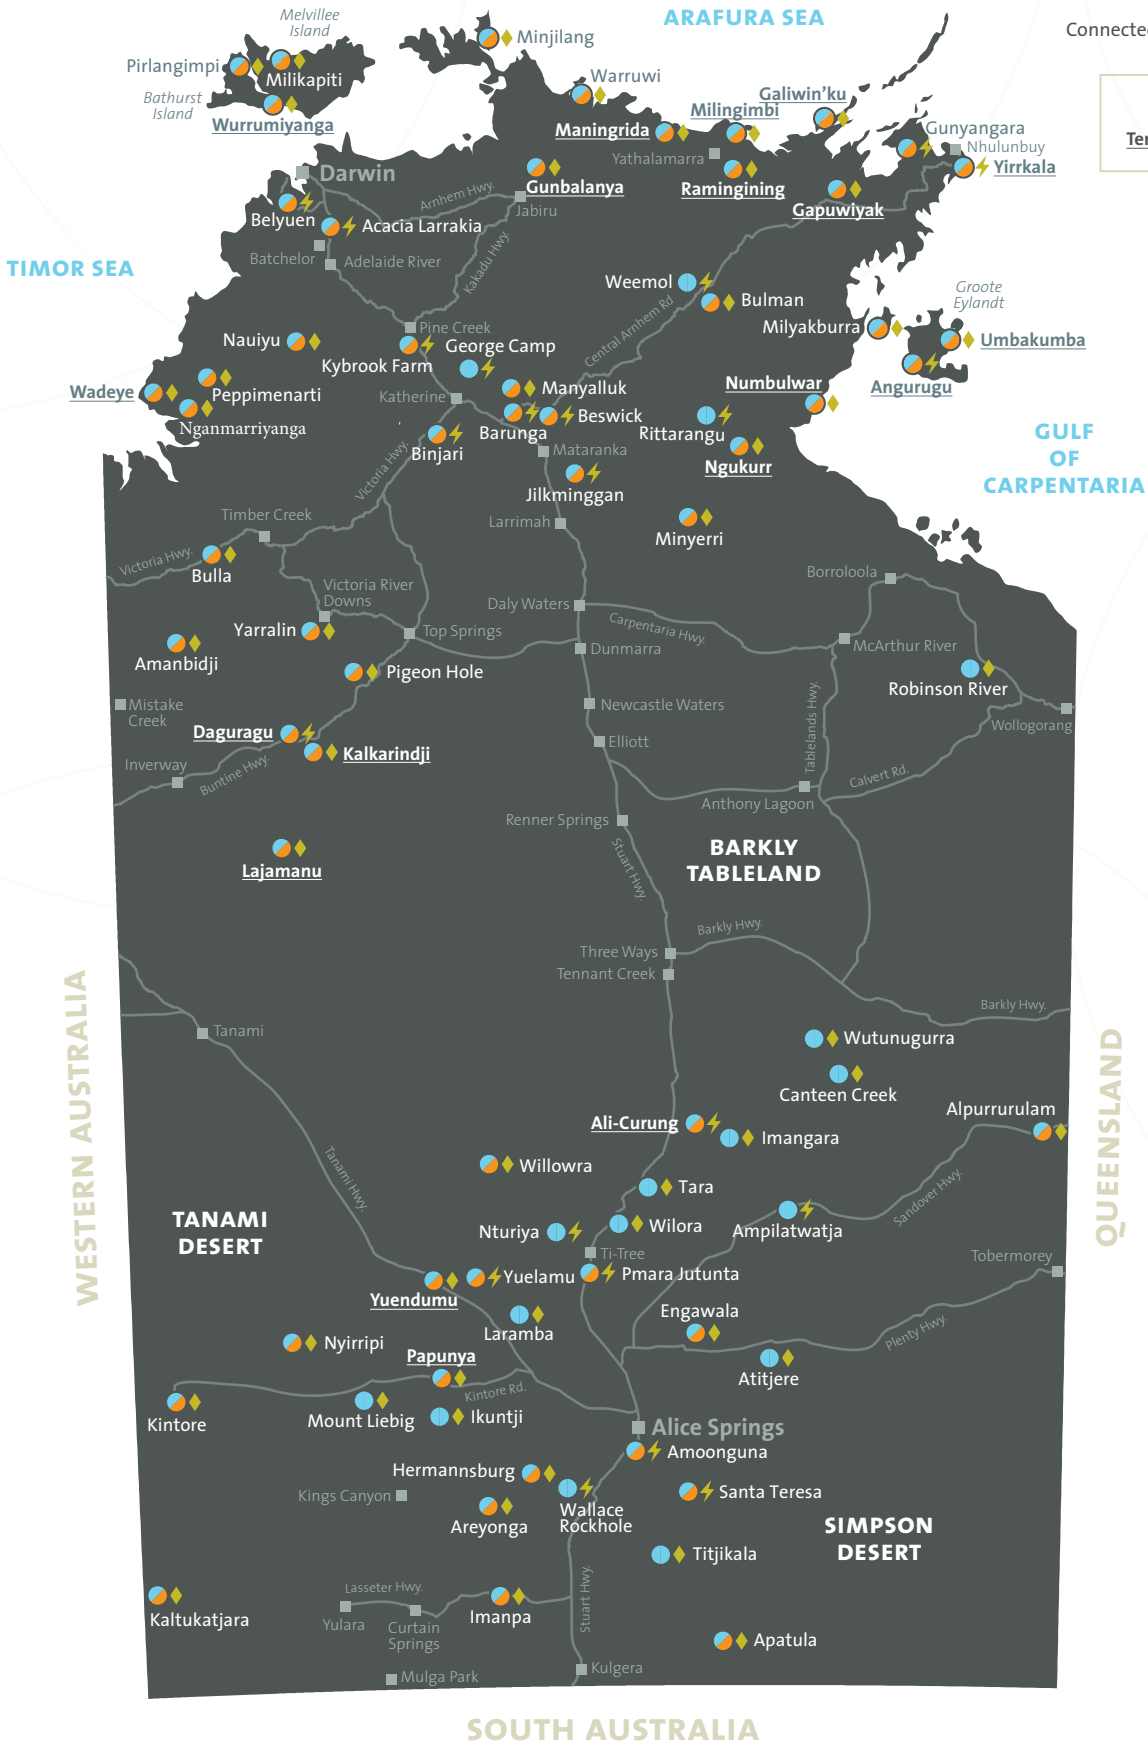 Melvillee
Island
ARAFURA SEA
Connected
Minjilang
Pirlangimpi
Milikapiti
Warruwi
Bathurst
Island
Galiwin’ku
Milingimbi
Wurrumiyanga
Maningrida
Gunyangara
Nhulunbuy
Yathalamarra
Yirrkala
Darwin
Gunbalanya
Ramingining
Arnhem Hwy.
Jabiru
Gapuwiyak
Belyuen
Acacia Larrakia
Batchelor
Adelaide River
TIMOR SEA
Kakadu Hwy.
Weemol
Bulman
Groote
Eylandt
Central Arnhem Rd
Milyakburra
Umbakumba
Pine Creek
Nauiyu
George Camp
Kybrook Farm
Numbulwar
Angurugu
Wadeye
Peppimenarti
Manyalluk
Katherine
Nganmarriyanga
Barunga
Beswick
Rittarangu
Binjari
Mataranka
Ngukurr
GULF
OF
CARPENTARIA
Victoria Hwy.
Jilkminggan
Timber Creek
Larrimah
Minyerri
Victoria Hwy.
Bulla
Borroloola
Victoria River
Downs
Daly Waters
Yarralin
Top Springs
Carpentaria Hwy.
McArthur River
Dunmarra
Amanbidji
Pigeon Hole
Robinson River
Mistake
Creek
Newcastle Waters
Wollogorang
Tablelands Hwy.
Daguragu
Kalkarindji
Elliott
Inverway
Buntine Hwy.
Calvert Rd.
Anthony Lagoon
Renner Springs
Stuart Hwy.
BARKLY
TABLELAND
Lajamanu
Barkly Hwy.
Three Ways
Tennant Creek
Barkly Hwy.
WESTERN AUSTRALIA
Tanami
Wutunugurra
QUEENSLAND
Canteen Creek
Alpurrurulam
Ali-Curung
Imangara
Tanami Hwy.
Willowra
Tara
Sandover Hwy.
TANAMI
DESERT
Nturiya
Wilora
Ampilatwatja
Ti-Tree
Tobermorey
Yuelamu
Pmara Jutunta
Yuendumu
Laramba
Engawala
Plenty Hwy.
Nyirripi
Papunya
Atitjere
Kintore Rd.
Kintore
Mount Liebig
Ikuntji
Alice Springs
Amoonguna
Hermannsburg
Kings Canyon
Santa Teresa
Wallace
Rockhole
Areyonga
SIMPSON
DESERT
Titjikala
Lasseter Hwy.
Stuart Hwy.
Kaltukatjara
Yulara
Curtain
Springs
Imanpa
Apatula
Kulgera
Mulga Park
SOUTH AUSTRALIA